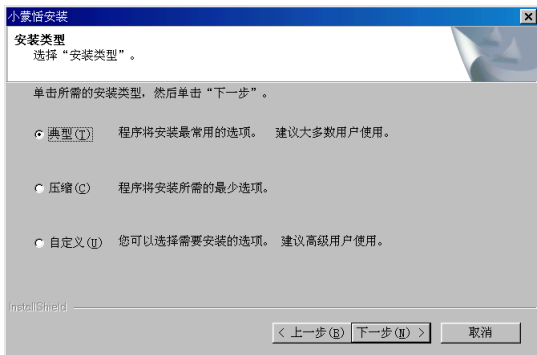 小蒙恬安装
安装类型
选择“安装类型”。
单击所需的安装类型，然后单击“下一步”。
典型(T) 程序将安装最常用的选项。 建议大多数用户使用。
压缩(C) 程序将安装所需的最少选项。
自定义(U) 您可以选择需要安装的选项。 建议高级用户使用。
InstallShield
< 上一步(B) 下一步(N) > 取消